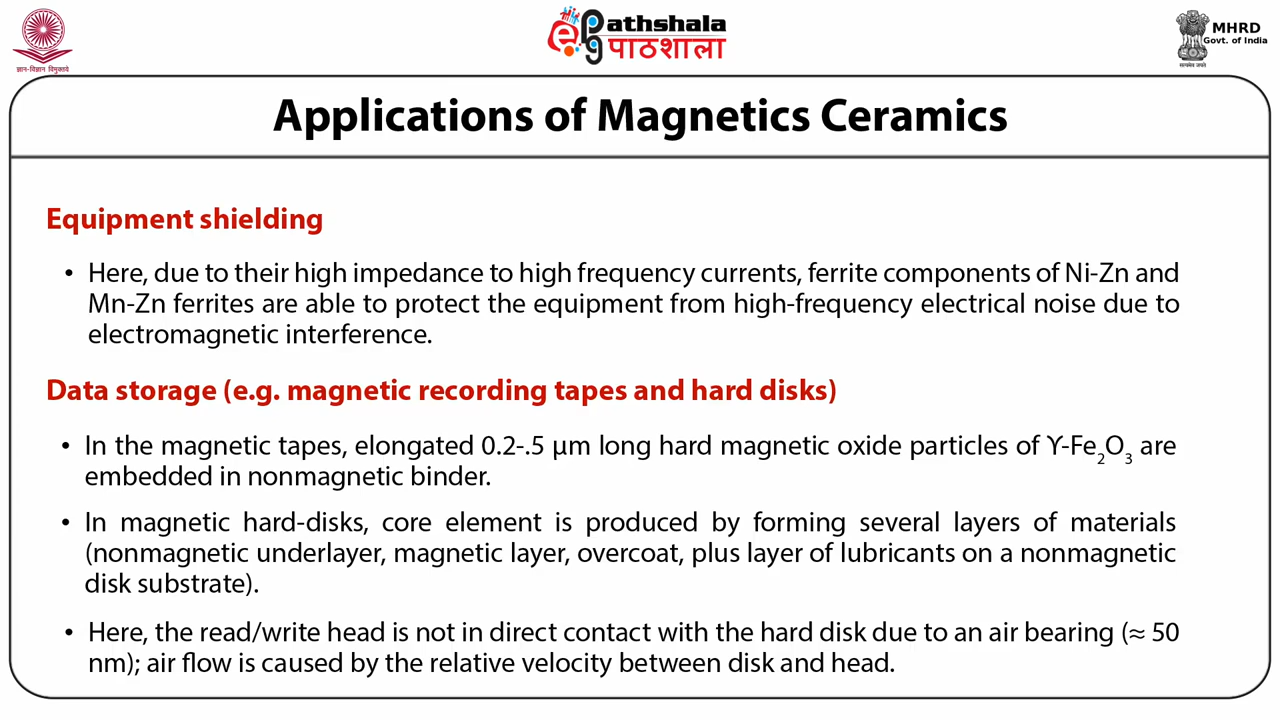 ज्ञान-विज्ञान विमुक्तये
ePg Pathshala
पाठशाला
MHRD
Govt. of India
सत्यमेव जयते
Applications of Magnetics Ceramics
Equipment shielding
• Here, due to their high impedance to high frequency currents, ferrite components of Ni-Zn and
Mn-Zn ferrites are able to protect the equipment from high-frequency electrical noise due to
electromagnetic interference.
Data storage (e.g. magnetic recording tapes and hard disks)
• In the magnetic tapes, elongated 0.2-.5 μm long hard magnetic oxide particles of ϒ-Fe₂O₃ are
embedded in nonmagnetic binder.
• In magnetic hard-disks, core element is produced by forming several layers of materials
(nonmagnetic underlayer, magnetic layer, overcoat, plus layer of lubricants on a nonmagnetic
disk substrate).
• Here, the read/write head is not in direct contact with the hard disk due to an air bearing (≈ 50
nm); air flow is caused by the relative velocity between disk and head.